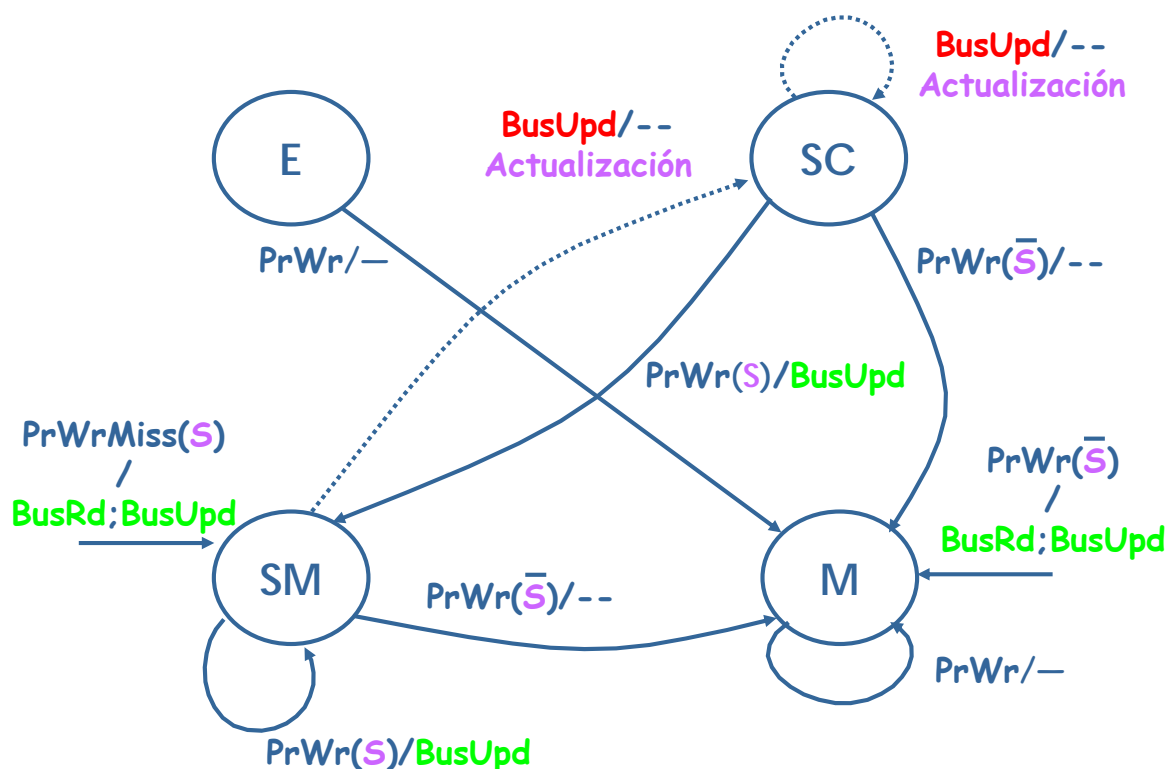 BusUpd/--
Actualización
BusUpd/--
Actualización
E
SC
PrWr/—
PrWr(S̅)/--
PrWr(S)/BusUpd
PrWrMiss(S)
/
BusRd;BusUpd
PrWr(S̅)
/
BusRd;BusUpd
SM
PrWr(S̅)/--
M
PrWr/—
PrWr(S)/BusUpd